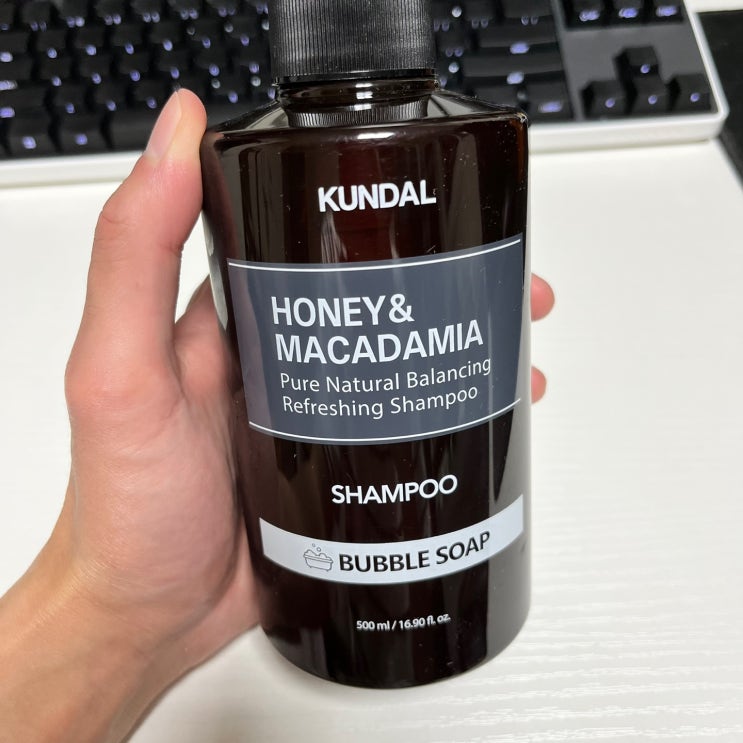 KUNDAL
HONEY&
MACADAMIA
Pure Natural Balancing
Refreshing Shampoo
SHAMPOO
BUBBLE SOAP
500 ml / 16.90 fl. oz.